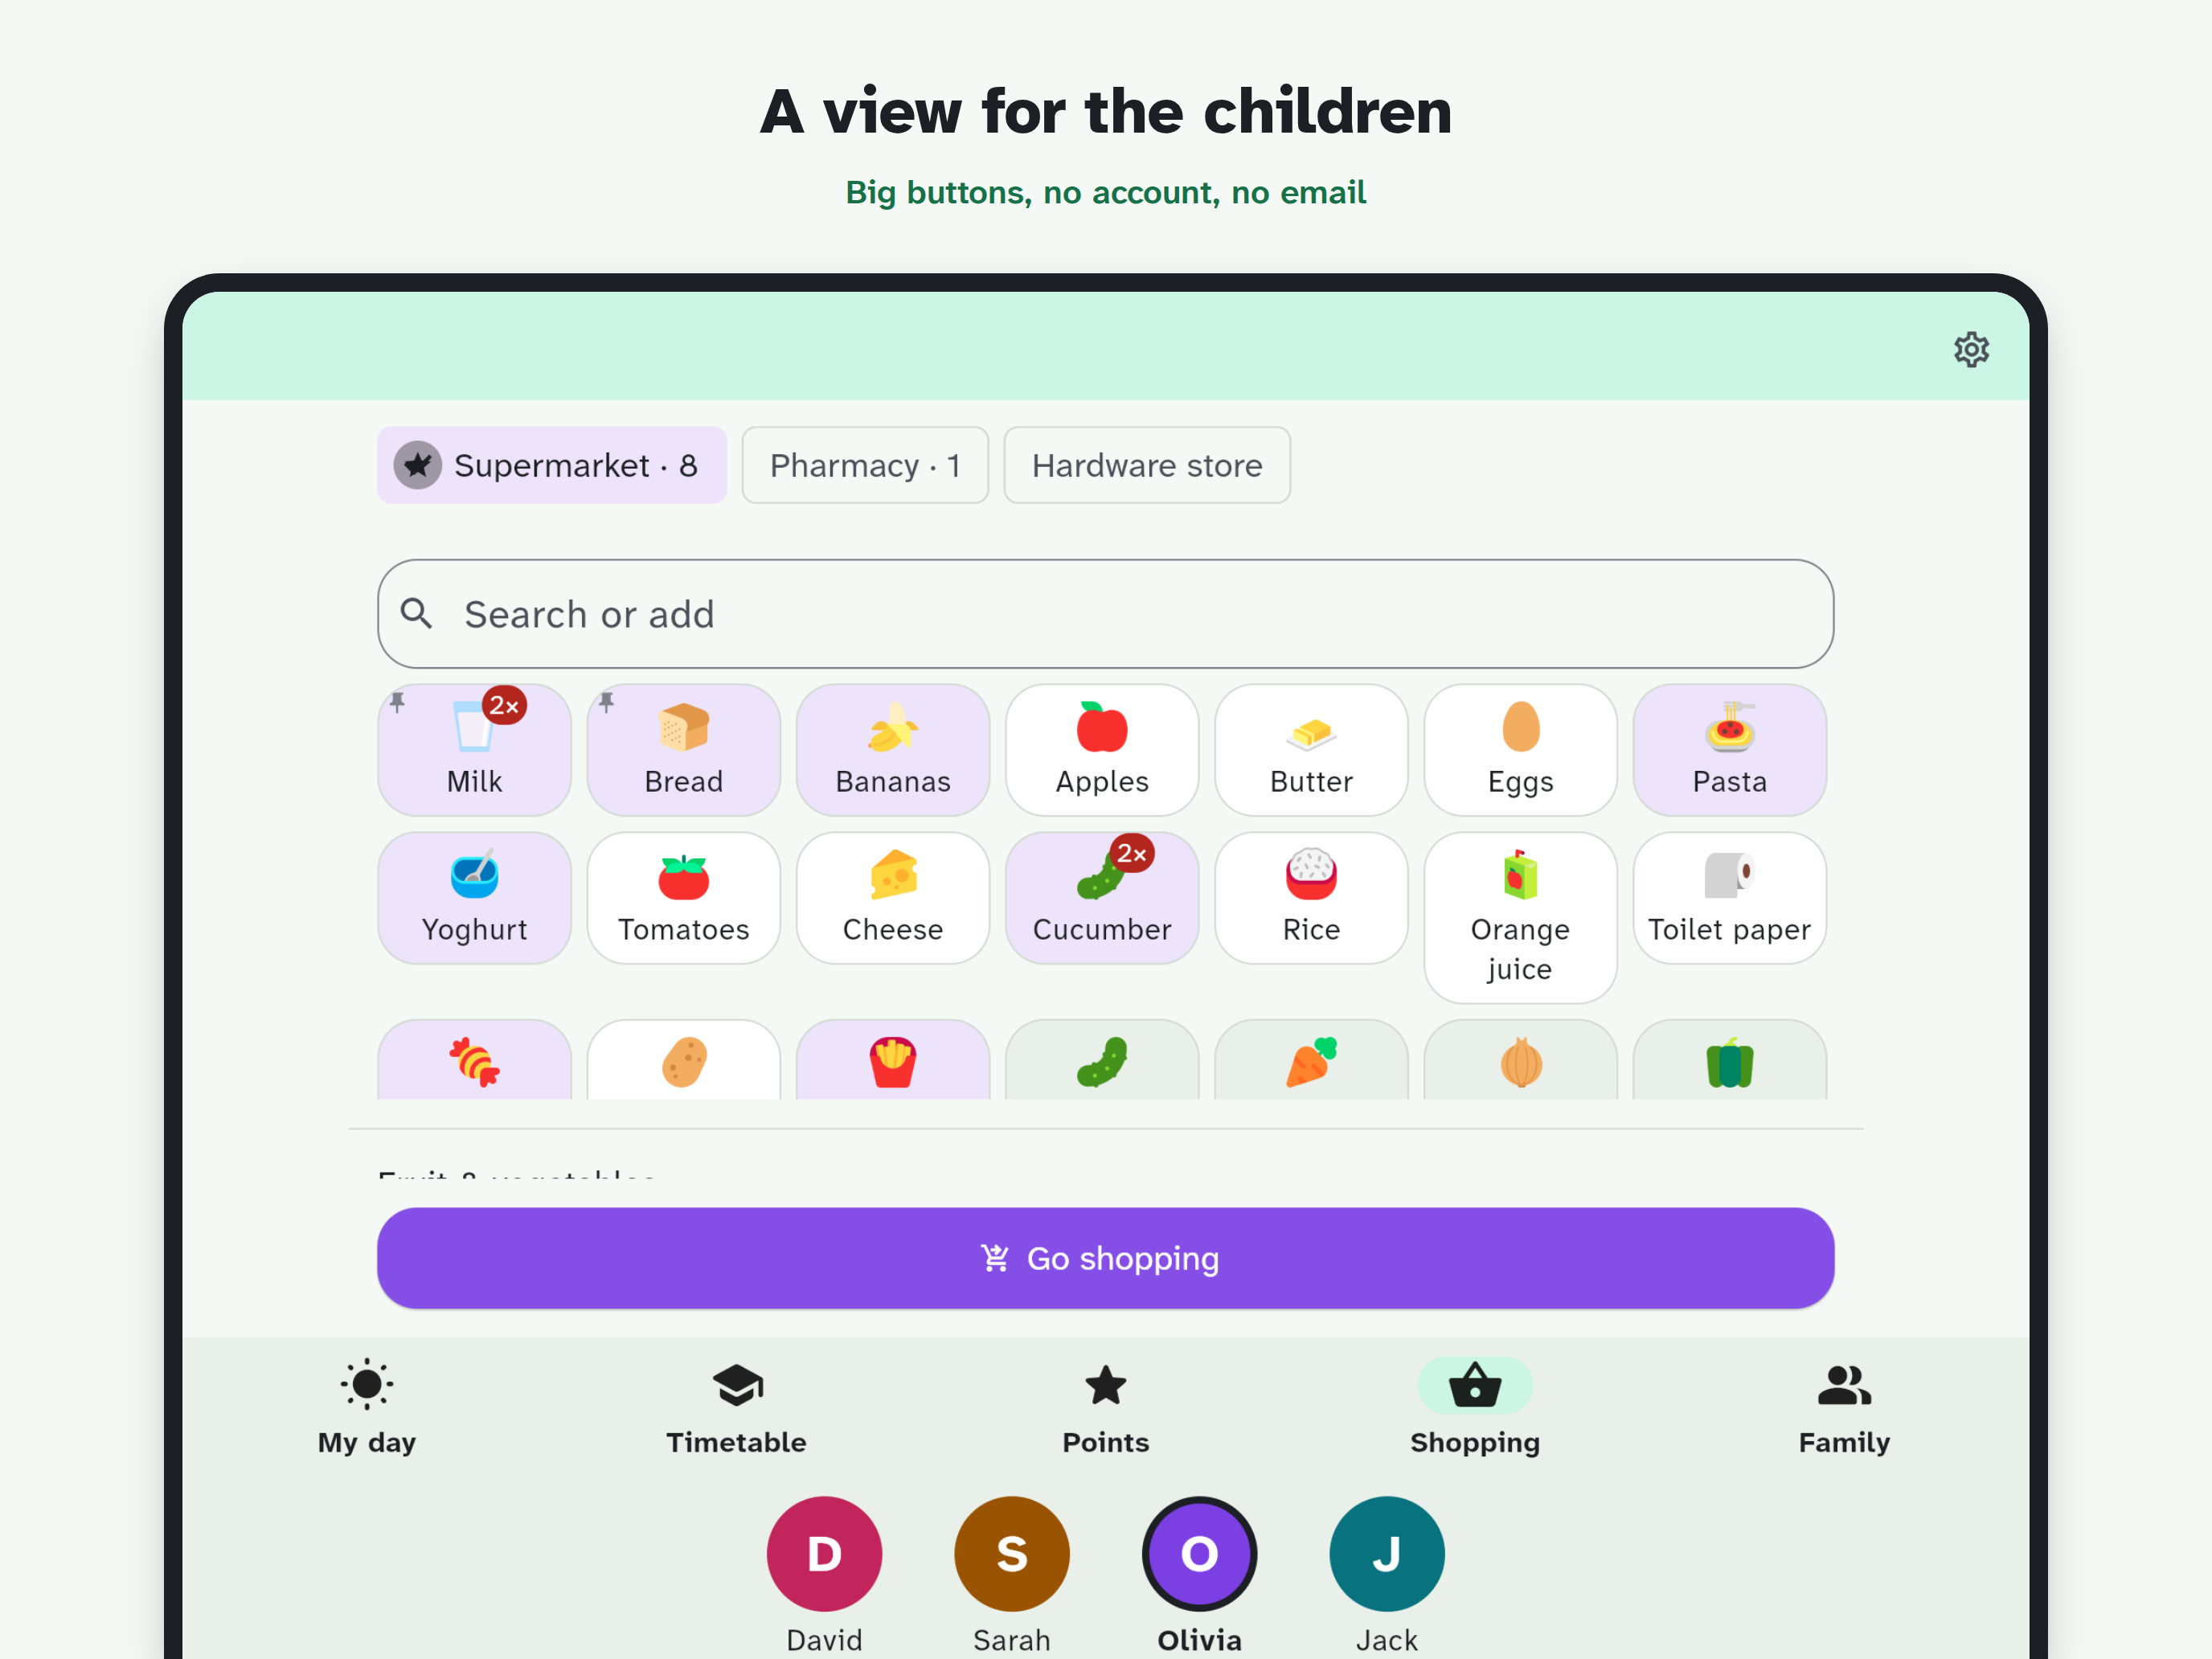 A view for the children
Big buttons, no account, no email
Supermarket · 8
Pharmacy · 1
Hardware store
Search or add
2×
Milk
Bread
Bananas
Apples
Butter
Eggs
Pasta
Yoghurt
Tomatoes
Cheese
2×
Cucumber
Rice
Orange
juice
Toilet paper
Fruit & vegetables
Go shopping
My day
Timetable
Points
Shopping
Family
D
S
O
J
David
Sarah
Olivia
Jack